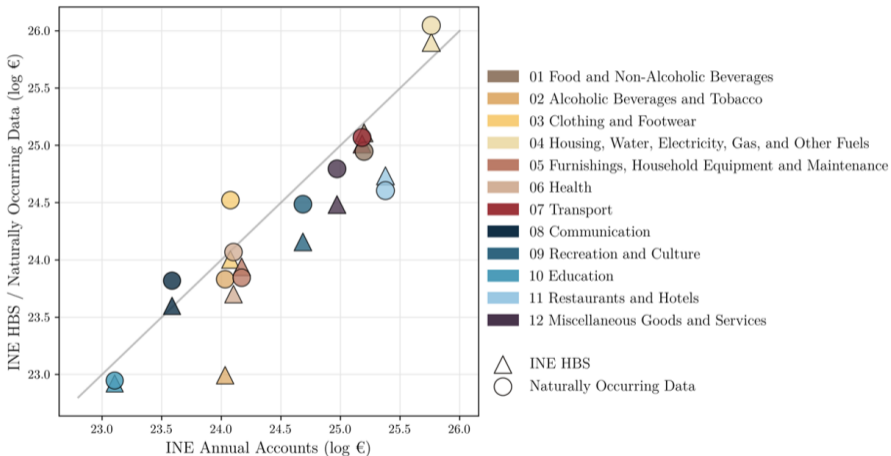 INE HBS / Naturally Occurring Data (log €)
26.0
25.5
25.0
24.5
24.0
23.5
23.0
23.0 23.5 24.0 24.5 25.0 25.5 26.0
INE Annual Accounts (log €)
01 Food and Non-Alcoholic Beverages
02 Alcoholic Beverages and Tobacco
03 Clothing and Footwear
04 Housing, Water, Electricity, Gas, and Other Fuels
05 Furnishings, Household Equipment and Maintenance
06 Health
07 Transport
08 Communication
09 Recreation and Culture
10 Education
11 Restaurants and Hotels
12 Miscellaneous Goods and Services
INE HBS
Naturally Occurring Data